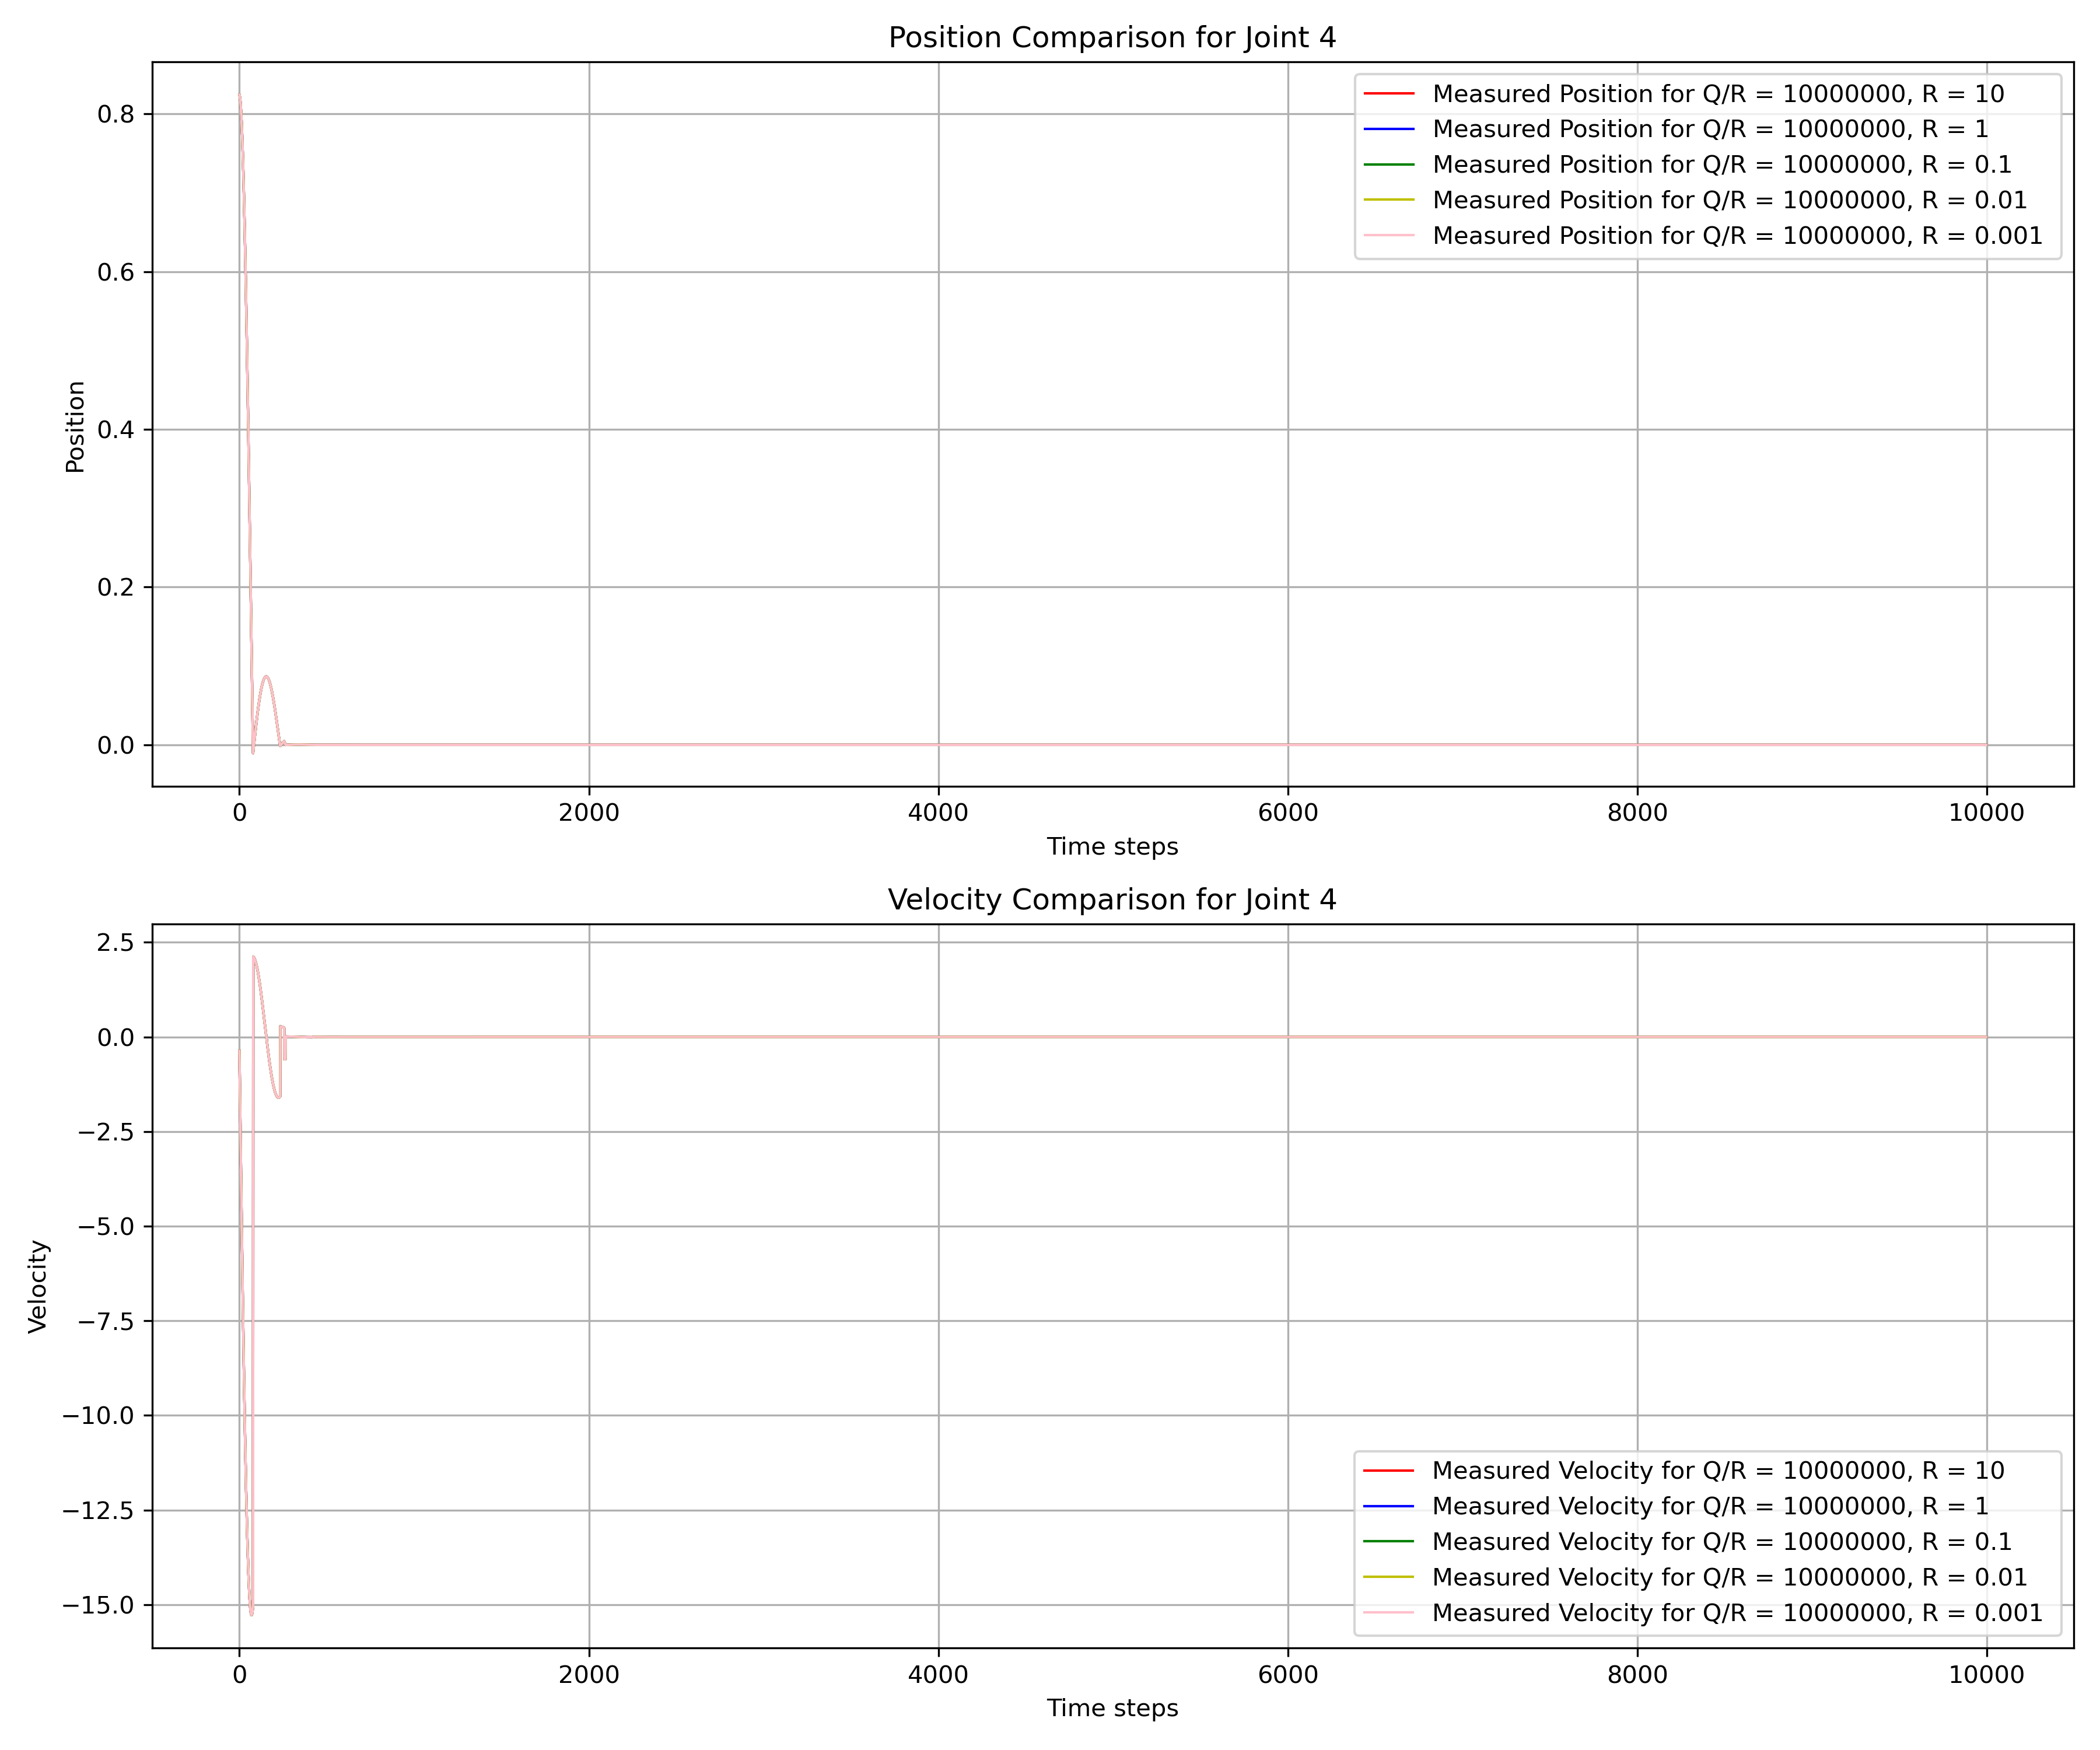 Position Comparison for Joint 4
Measured Position for Q/R = 10000000, R = 10
Measured Position for Q/R = 10000000, R = 1
Measured Position for Q/R = 10000000, R = 0.1
Measured Position for Q/R = 10000000, R = 0.01
Measured Position for Q/R = 10000000, R = 0.001
0.8
0.6
0.4
0.2
0.0
Position
0 2000 4000 6000 8000 10000
Time steps
Velocity Comparison for Joint 4
2.5
0.0
−2.5
−5.0
−7.5
−10.0
−12.5
−15.0
Velocity
Measured Velocity for Q/R = 10000000, R = 10
Measured Velocity for Q/R = 10000000, R = 1
Measured Velocity for Q/R = 10000000, R = 0.1
Measured Velocity for Q/R = 10000000, R = 0.01
Measured Velocity for Q/R = 10000000, R = 0.001
0 2000 4000 6000 8000 10000
Time steps